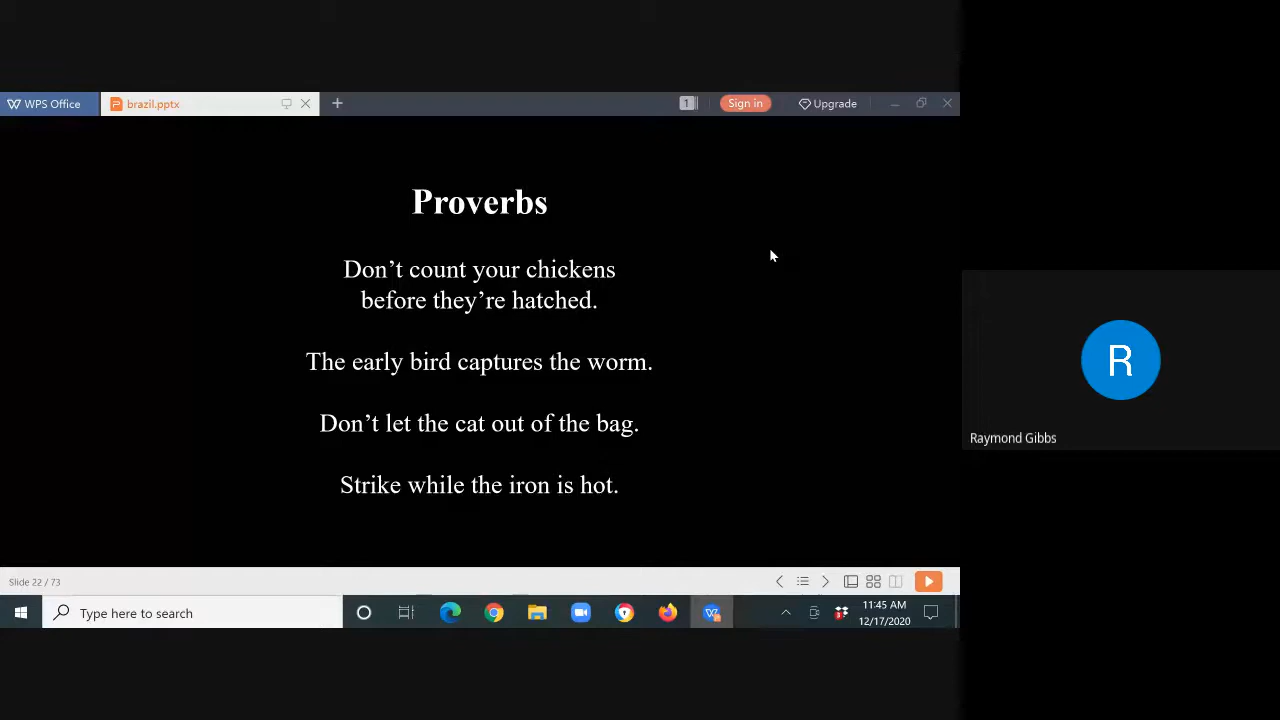 WPS Office
brazil.pptx
1
Sign in
Upgrade
Proverbs
Don’t count your chickens
before they’re hatched.
The early bird captures the worm.
Don’t let the cat out of the bag.
Strike while the iron is hot.
R
Raymond Gibbs
Slide 22 / 73
Type here to search
11:45 AM
12/17/2020